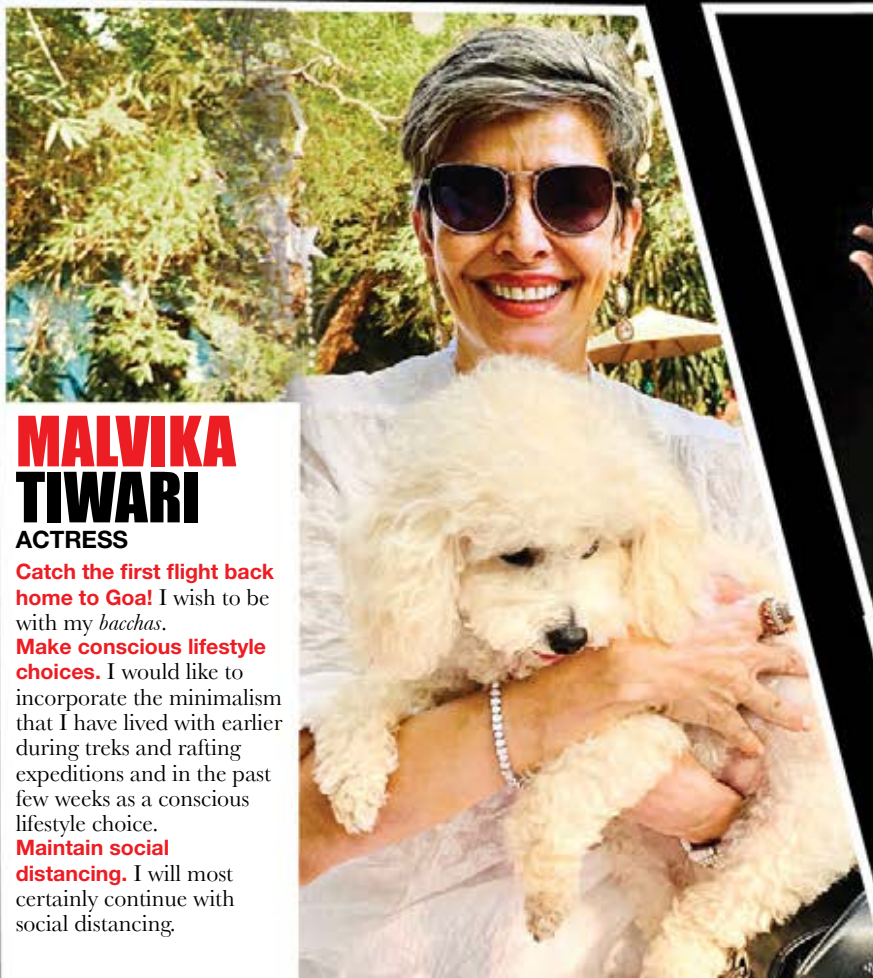 MALVIKA
TIWARI
ACTRESS
Catch the first flight back
home to Goa! I wish to be
with my bacchas.
Make conscious lifestyle
choices. I would like to
incorporate the minimalism
that I have lived with earlier
during treks and rafting
expeditions and in the past
few weeks as a conscious
lifestyle choice.
Maintain social
distancing. I will most
certainly continue with
social distancing.